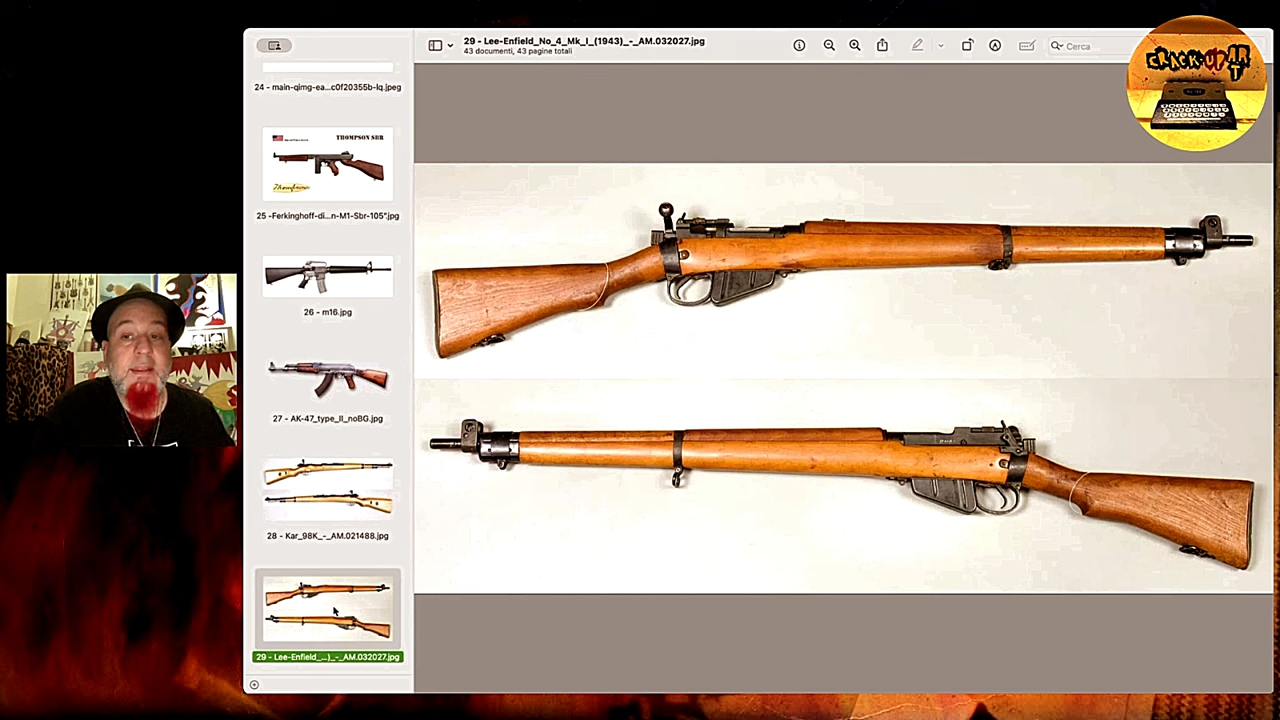 29 - Lee-Enfield_No_4_Mk_I_(1943)_-_AM.032027.jpg
43 documenti, 43 pagine totali
Cerca
CRACK-UP ART
24 - main-qimg-ea...c0f20355b-lq.jpeg
THOMPSON SBR
Thompson
25 -Ferkinghoff-di...n-M1-Sbr-105"jpg
26 - m16.jpg
27 - AK-47_type_II_noBG.jpg
28 - Kar_98K_-_AM.021488.jpg
29 - Lee-Enfield_...)_-_AM.032027.jpg